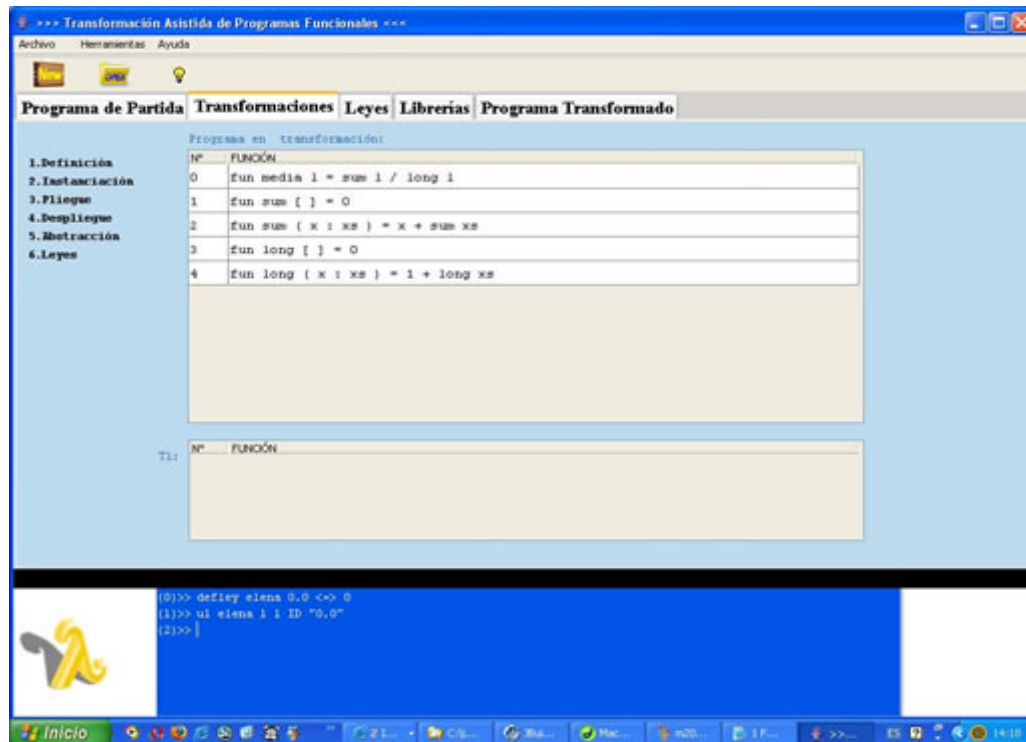 >>> Transformación Asistida de Programas Funcionales <<<
Archivo Herramientas Ayuda
OPEN
Programa de Partida Transformaciones Leyes Librerías Programa Transformado
Programa en transformación:
1.Definición
2.Instanciación
3.Pliegue
4.Despliegue
5.Abstracción
6.Leyes
Nº FUNCIÓN
0 fun media l = sum l / long l
1 fun sum [ ] = 0
2 fun sum ( x : xs ) = x + sum xs
3 fun long [ ] = 0
4 fun long ( x : xs ) = 1 + long xs
Ti:
Nº FUNCIÓN
(0)>> defley elena 0.0 <=> 0
(1)>> ul elena 1 i ID "0.0"
(2)>>
Inicio
ES 14:18